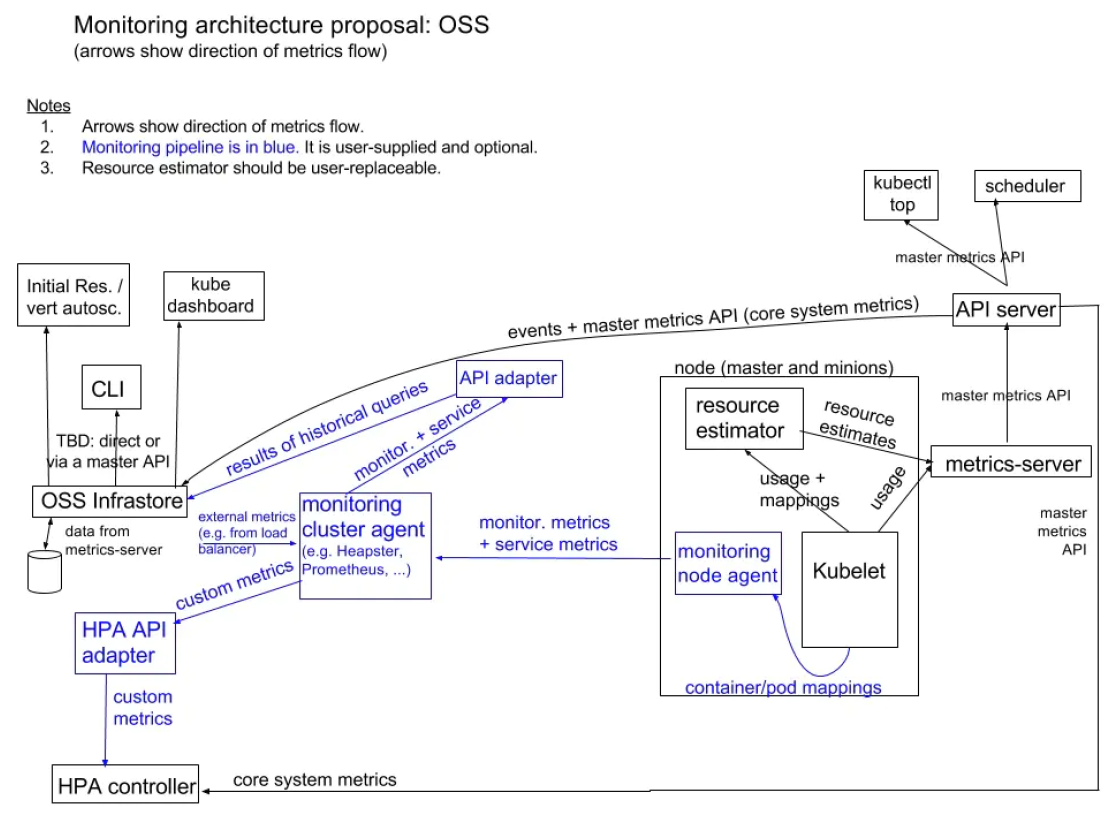 Monitoring architecture proposal: OSS
(arrows show direction of metrics flow)
Notes
1. Arrows show direction of metrics flow.
2. Monitoring pipeline is in blue. It is user-supplied and optional.
3. Resource estimator should be user-replaceable.
kubectl
top
scheduler
master metrics API
Initial Res. /
vert autosc.
kube
dashboard
API server
events + master metrics API (core system metrics)
CLI
API adapter
node (master and minions)
master metrics API
resource
estimator
resource
estimates
results of historical queries
monitor. + service
metrics
TBD: direct or
via a master API
metrics-server
usage +
mappings
usage
OSS Infrastore
data from
metrics-server
external metrics
(e.g. from load
balancer)
monitoring
cluster agent
(e.g. Heapster,
Prometheus, ...)
monitor. metrics
+ service metrics
monitoring
node agent
Kubelet
master
metrics
API
custom metrics
HPA API
adapter
container/pod mappings
custom
metrics
HPA controller
core system metrics